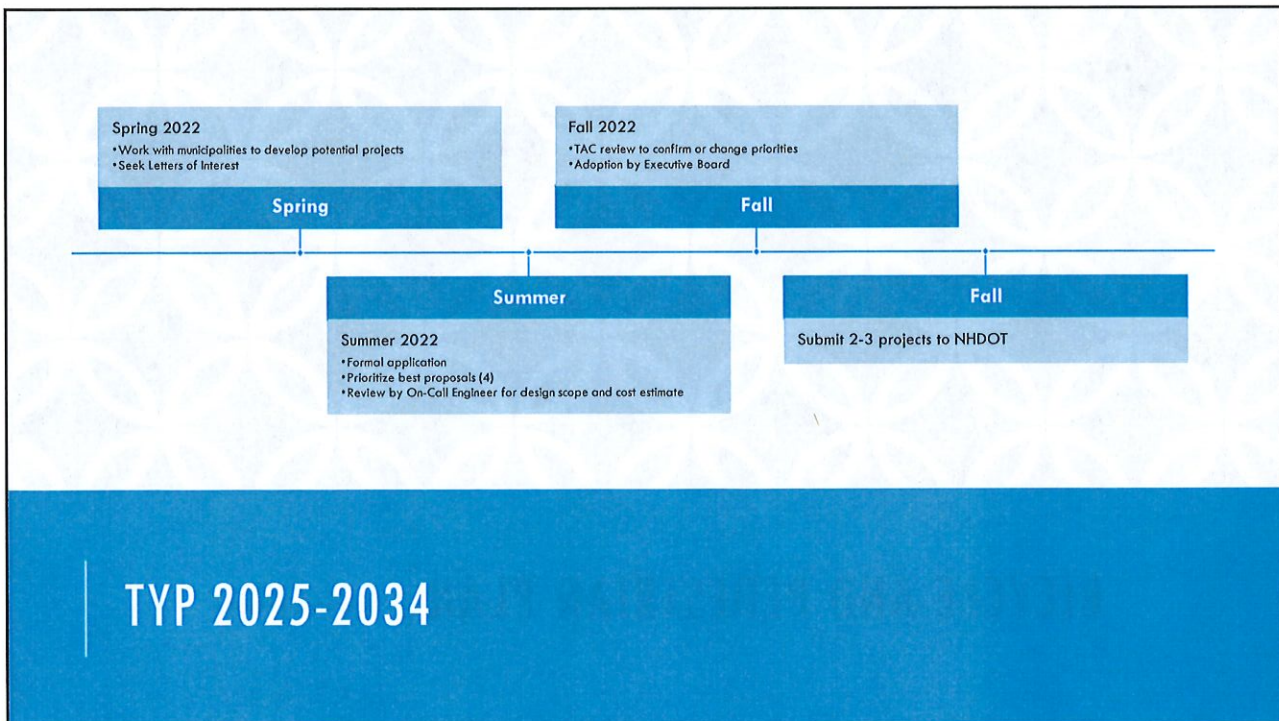 Spring 2022
•Work with municipalities to develop potential projects
•Seek Letters of Interest
Spring
Fall 2022
•TAC review to confirm or change priorities
•Adoption by Executive Board
Fall
Summer
Summer 2022
•Formal application
•Prioritize best proposals (4)
•Review by On-Call Engineer for design scope and cost estimate
Fall
Submit 2-3 projects to NHDOT
TYP 2025-2034